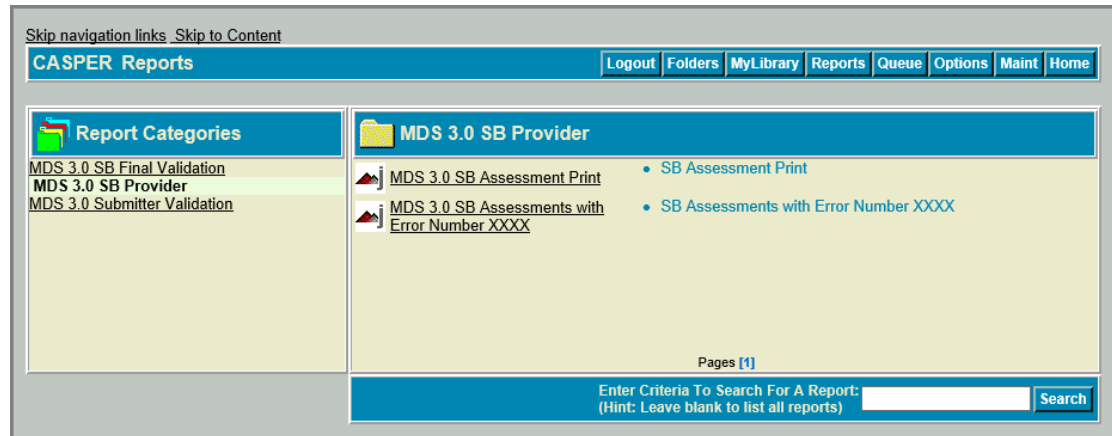 Skip navigation links  Skip to Content
CASPER Reports
Logout Folders MyLibrary Reports Queue Options Maint Home
Report Categories
MDS 3.0 SB Final Validation
MDS 3.0 SB Provider
MDS 3.0 Submitter Validation
MDS 3.0 SB Provider
MDS 3.0 SB Assessment Print
• SB Assessment Print
MDS 3.0 SB Assessments with
Error Number XXXX
• SB Assessments with Error Number XXXX
Pages [1]
Enter Criteria To Search For A Report:
(Hint: Leave blank to list all reports)
Search